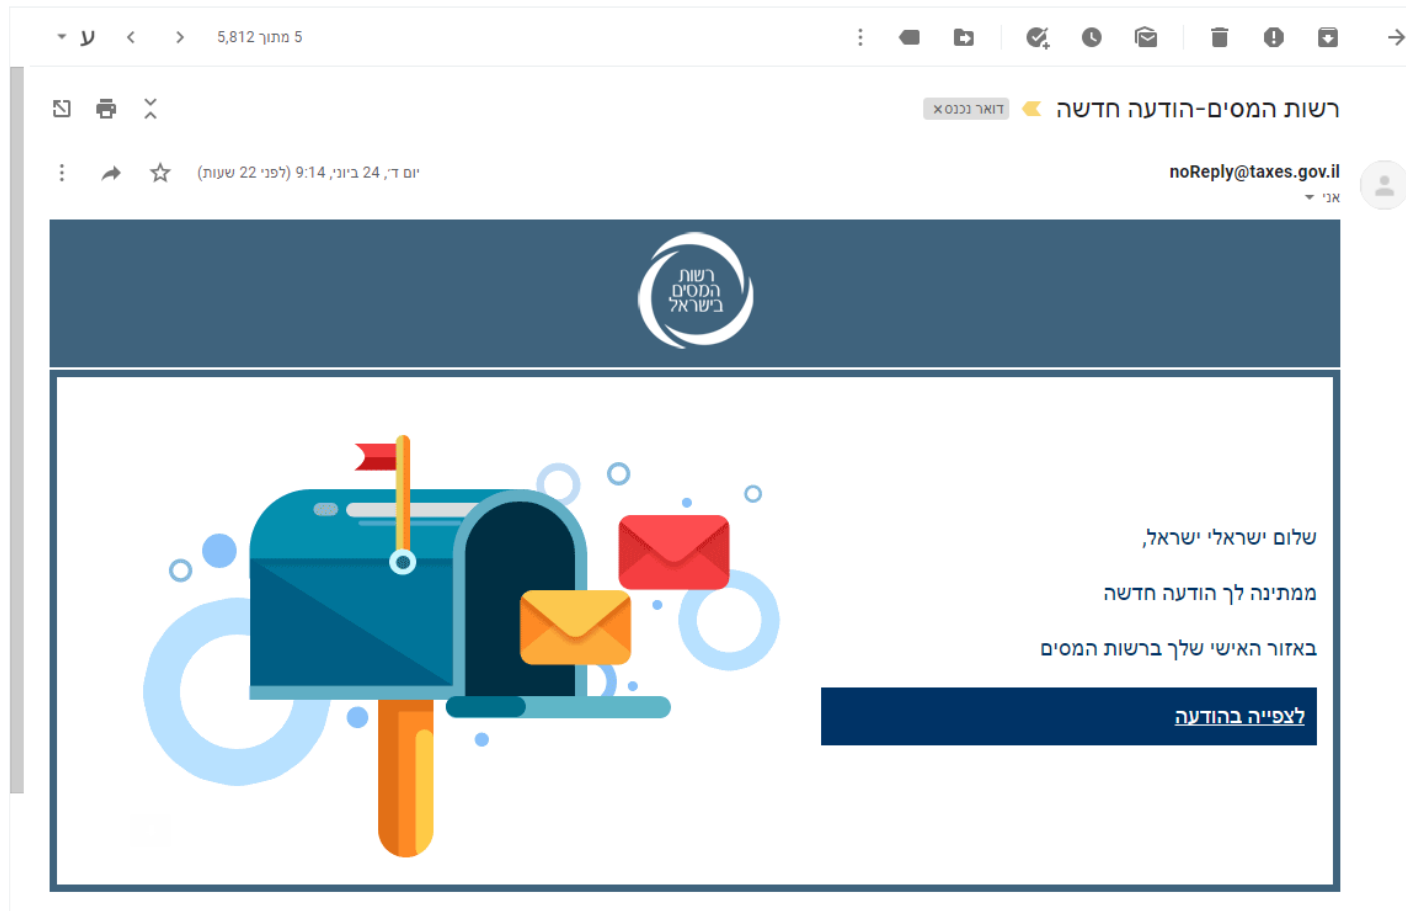 5 מתוך 5,812
ע
רשות המסים-הודעה חדשה
דואר נכנס x
noReply@taxes.gov.il
יום ד׳, 24 ביוני, 9:14 (לפני 22 שעות)
אני
רשות
המסים
בישראל
שלום ישראלי ישראל,
ממתינה לך הודעה חדשה
באזור האישי שלך ברשות המסים
לצפייה בהודעה